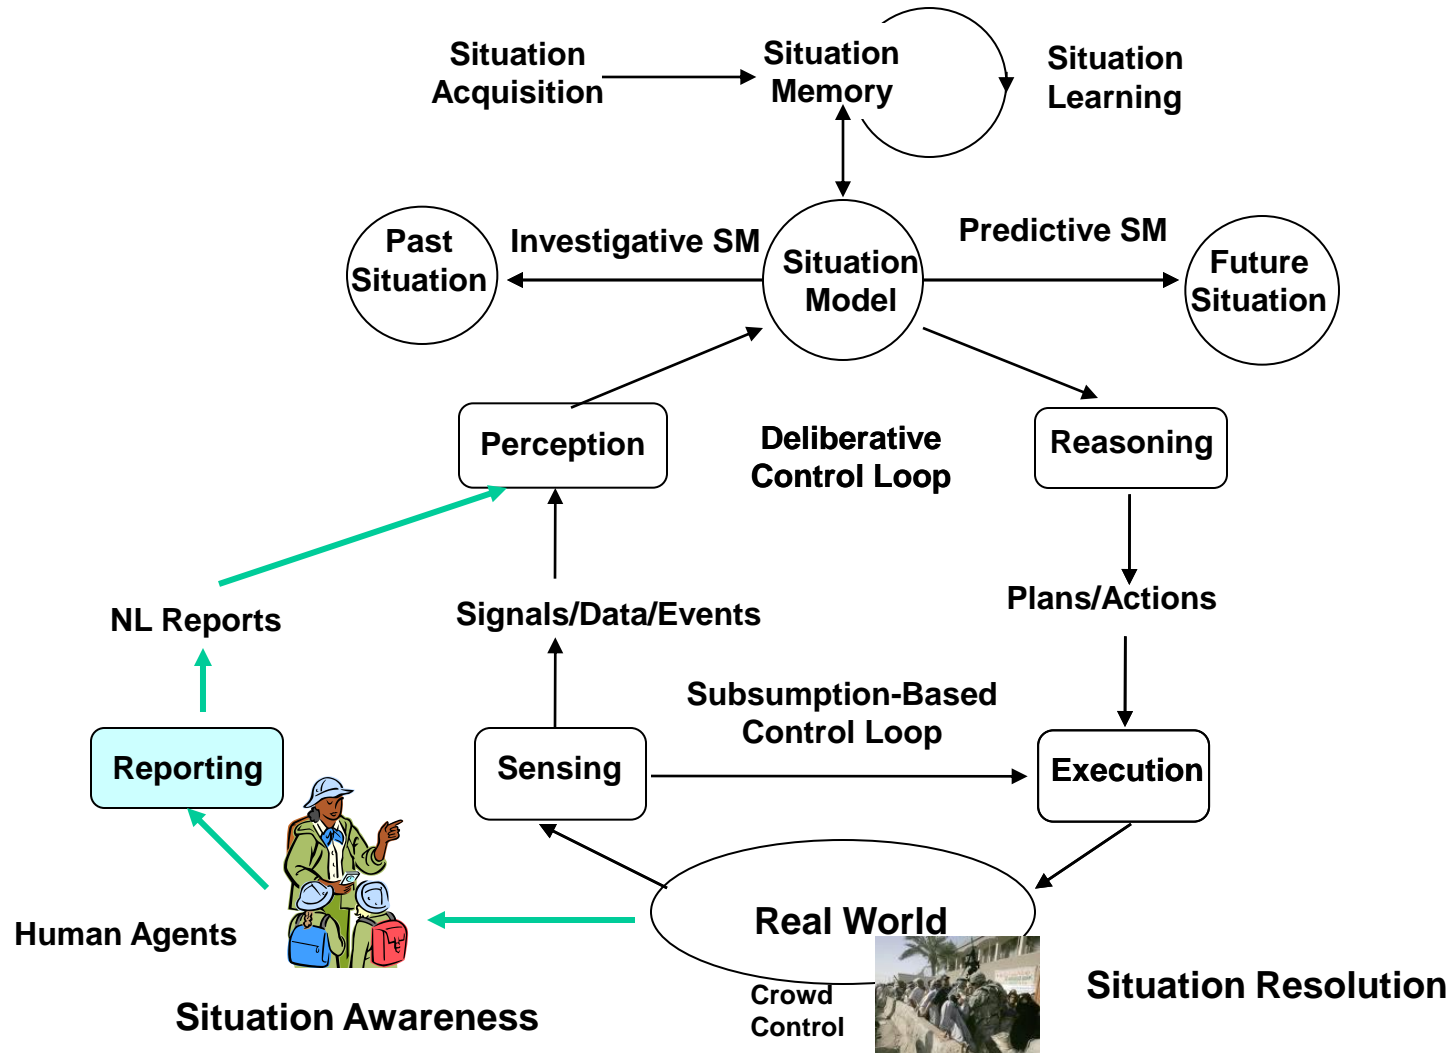 Situation
Acquisition
Situation
Memory
Situation
Learning
Past
Situation
Investigative SM
Situation
Model
Predictive SM
Future
Situation
Perception
Deliberative
Control Loop
Reasoning
NL Reports
Signals/Data/Events
Plans/Actions
Subsumption-Based
Control Loop
Reporting
Sensing
Execution
Human Agents
Real World
Situation Awareness
Crowd
Control
Situation Resolution